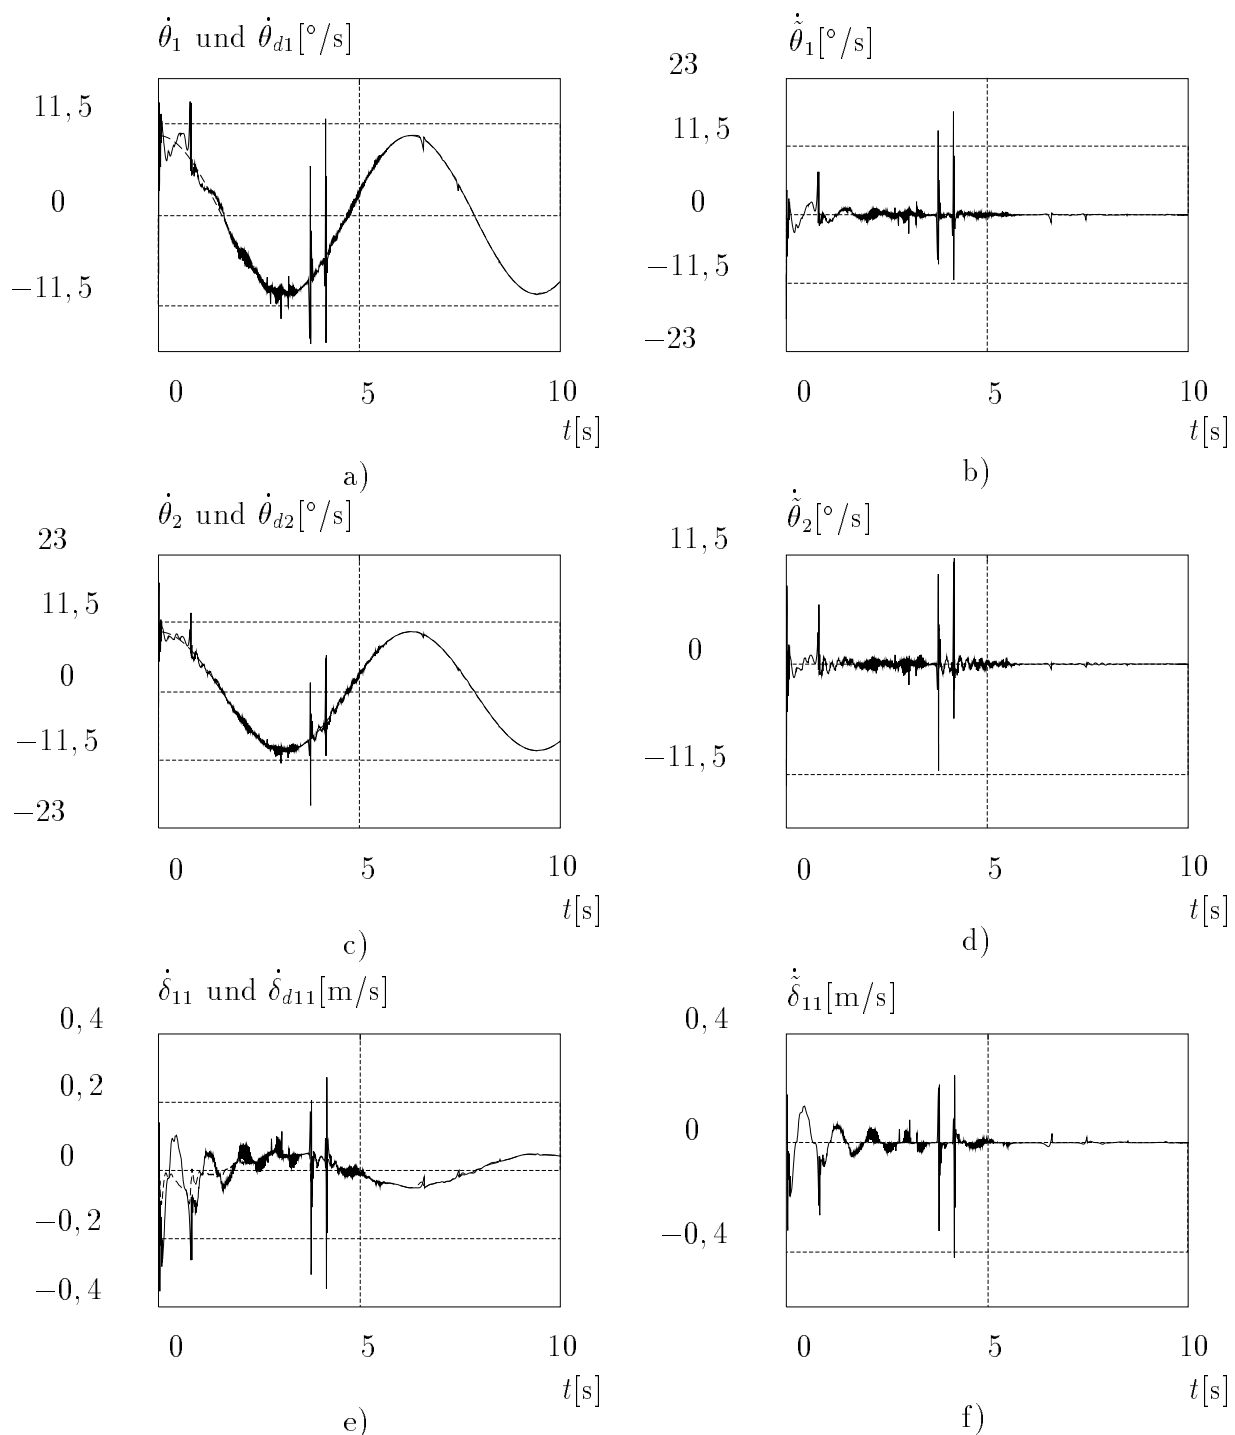 θ̇₁ und θ̇_d1[°/s]
11,5
0
−11,5
0 5 10
t[s]
a)
θ̃̇₁[°/s]
23
11,5
0
−11,5
−23
0 5 10
t[s]
b)
θ̇₂ und θ̇_d2[°/s]
23
11,5
0
−11,5
−23
0 5 10
t[s]
c)
θ̃̇₂[°/s]
11,5
0
−11,5
0 5 10
t[s]
d)
δ̇₁₁ und δ̇_d11[m/s]
0,4
0,2
0
−0,2
−0,4
0 5 10
t[s]
e)
δ̃̇₁₁[m/s]
0,4
0
−0,4
0 5 10
t[s]
f)